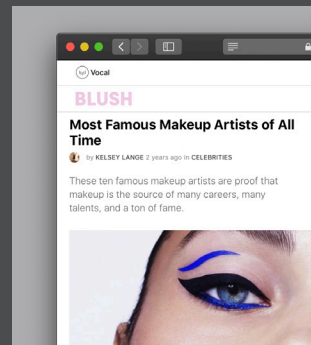 Vocal
BLUSH
Most Famous Makeup Artists of All
Time
by KELSEY LANGE 2 years ago in CELEBRITIES
These ten famous makeup artists are proof that
makeup is the source of many careers, many
talents, and a ton of fame.